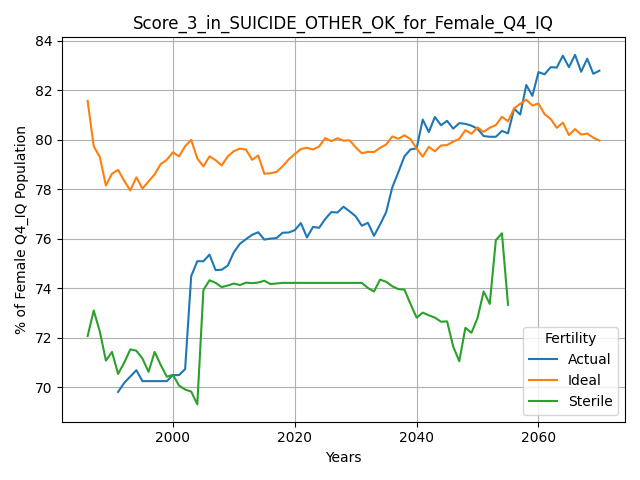 Score_3_in_SUICIDE_OTHER_OK_for_Female_Q4_IQ
% of Female Q4_IQ Population
84
82
80
78
76
74
72
70
2000
2020
2040
2060
Years
Fertility
Actual
Ideal
Sterile